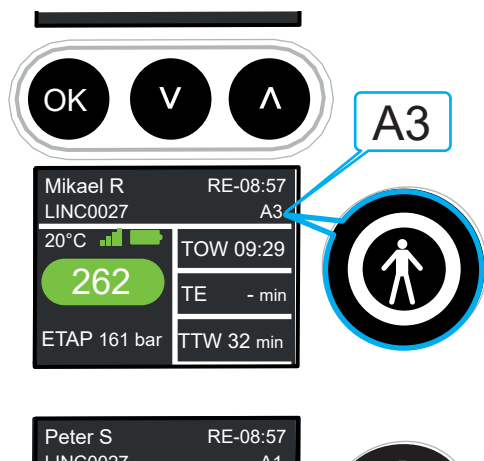 OK V Λ
A3
Mikael R RE-08:57
LINC0027 A3
20°C TOW 09:29
262
TE - min
ETAP 161 bar TTW 32 min
Peter S RE-08:57
LINC0027 A1